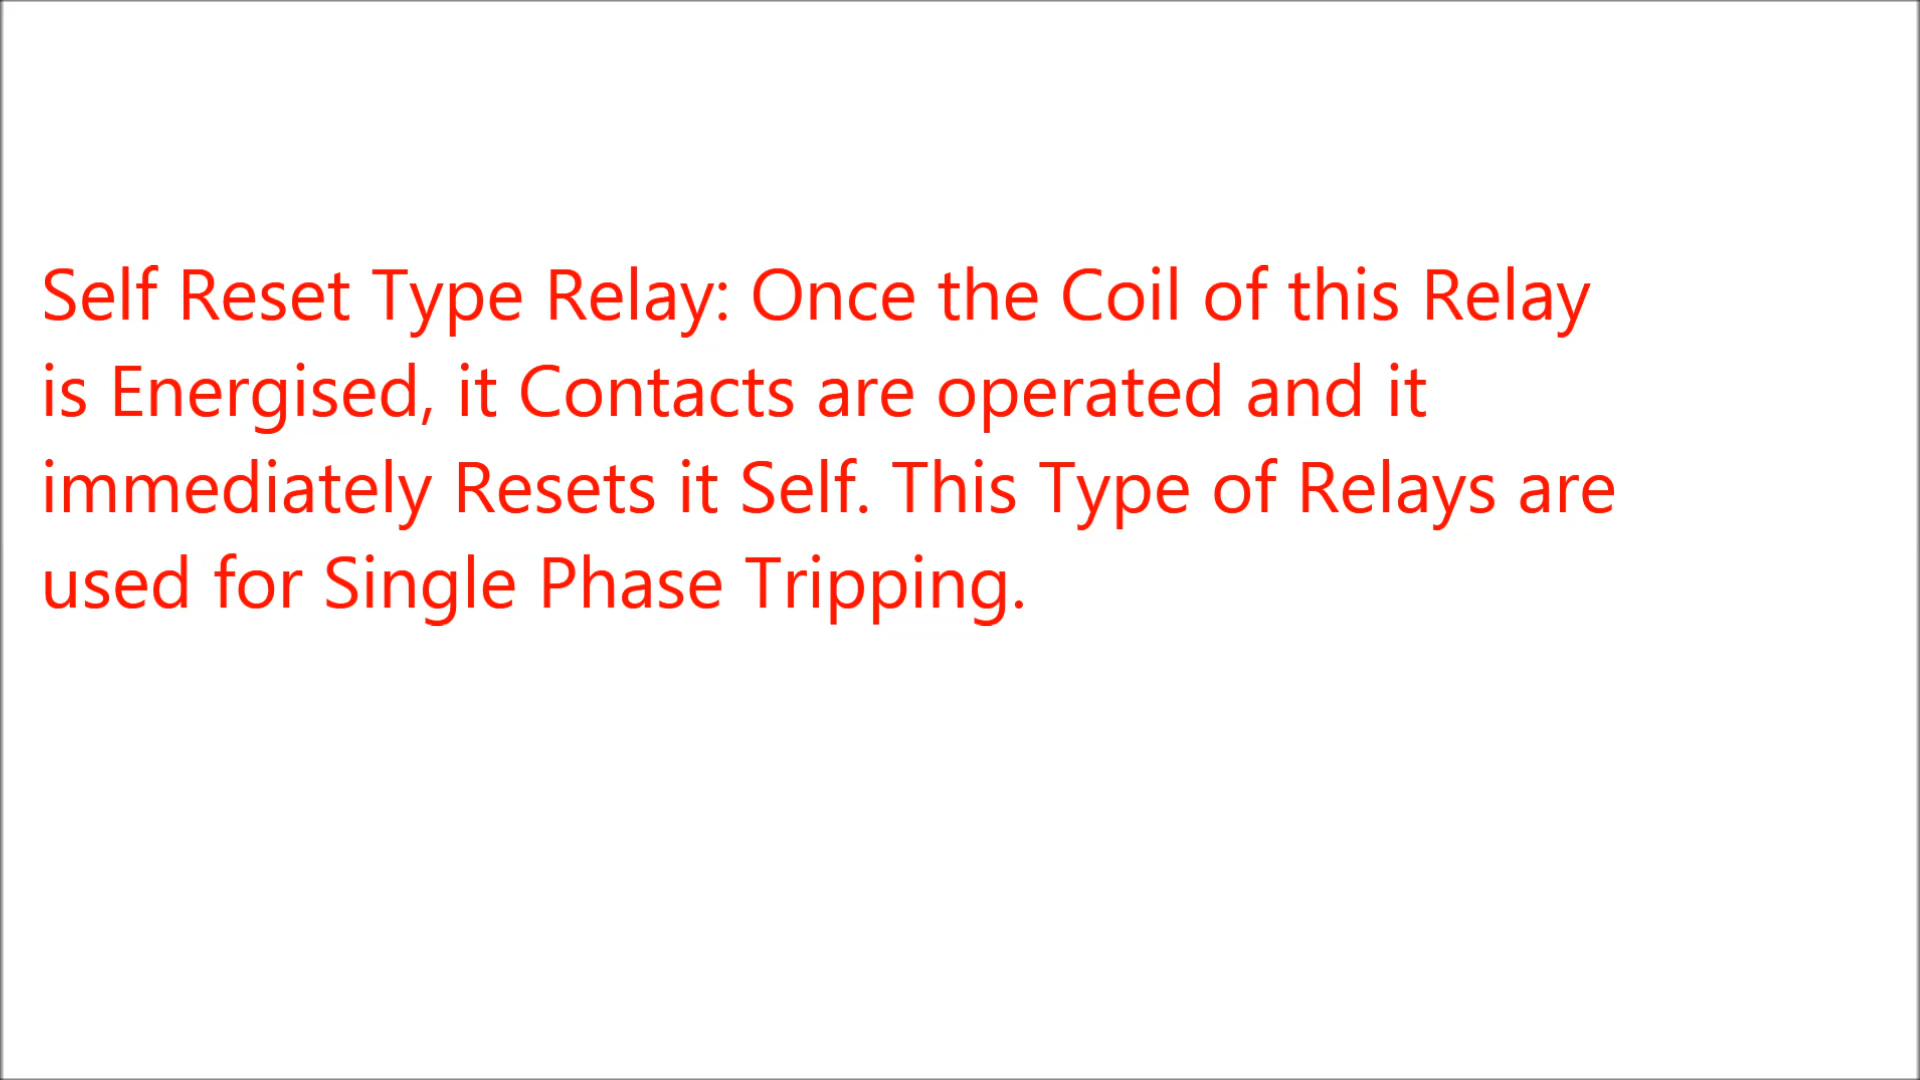 Self Reset Type Relay: Once the Coil of this Relay
is Energised, it Contacts are operated and it
immediately Resets it Self. This Type of Relays are
used for Single Phase Tripping.